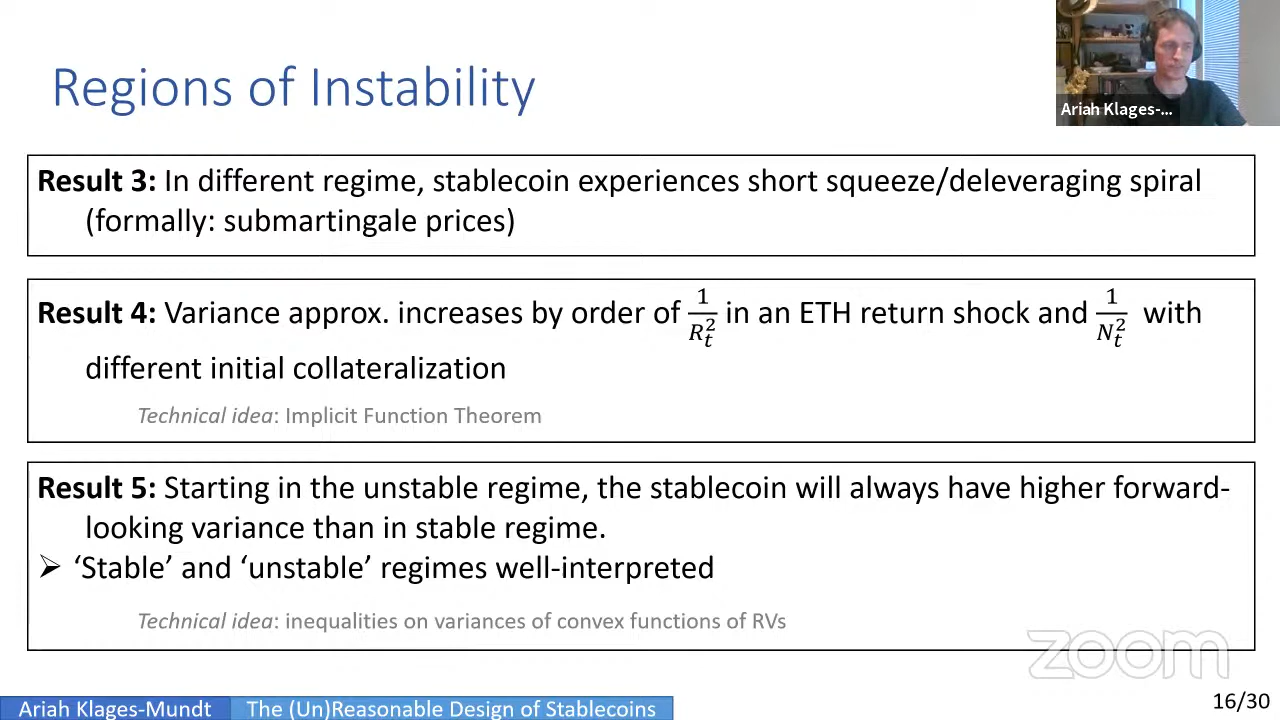 Regions of Instability
Ariah Klages-...
Result 3: In different regime, stablecoin experiences short squeeze/deleveraging spiral
(formally: submartingale prices)
Result 4: Variance approx. increases by order of 1/R_t^2 in an ETH return shock and 1/N_t^2 with
different initial collateralization
Technical idea: Implicit Function Theorem
Result 5: Starting in the unstable regime, the stablecoin will always have higher forward-
looking variance than in stable regime.
➢ ‘Stable’ and ‘unstable’ regimes well-interpreted
Technical idea: inequalities on variances of convex functions of RVs
zoom
Ariah Klages-Mundt
The (Un)Reasonable Design of Stablecoins
16/30